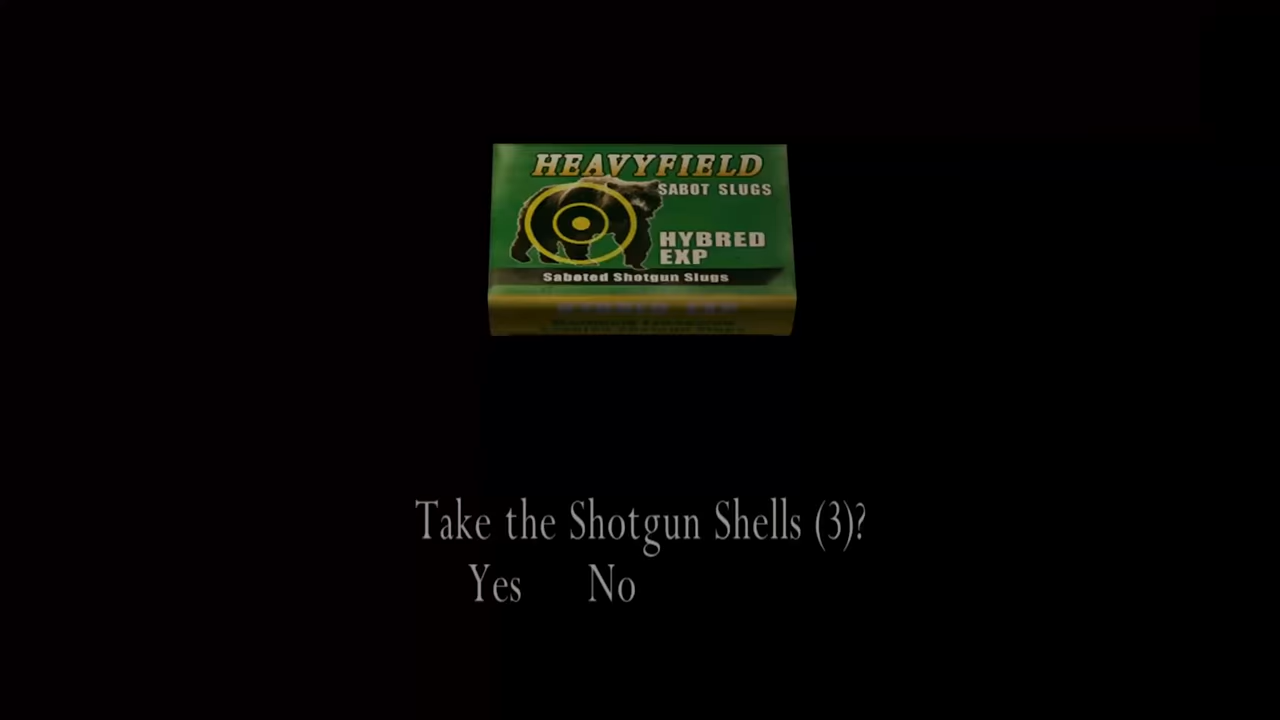 HEAVYFIELD
SABOT SLUGS
HYBRED
EXP
Saboted Shotgun Slugs
Take the Shotgun Shells (3)?
Yes No